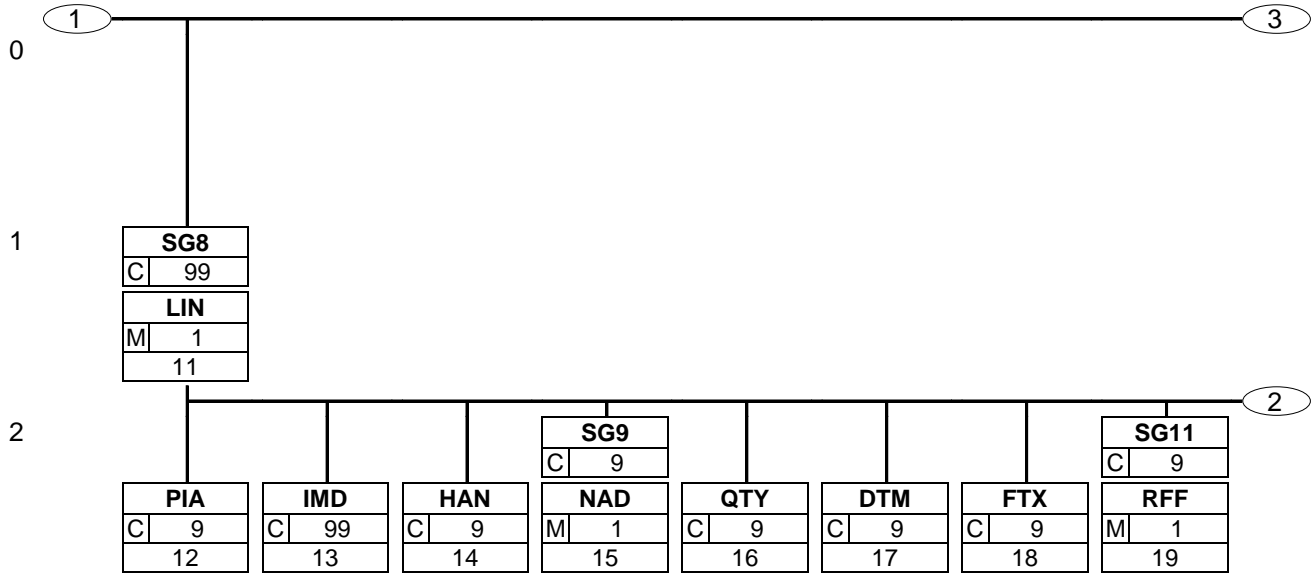 1 3
0
1
SG8
C 99
LIN
M 1
11
2
2
SG9 SG11
C 9 C 9
PIA IMD HAN NAD QTY DTM FTX RFF
C 9 C 99 C 9 M 1 C 9 C 9 C 9 M 1
12 13 14 15 16 17 18 19